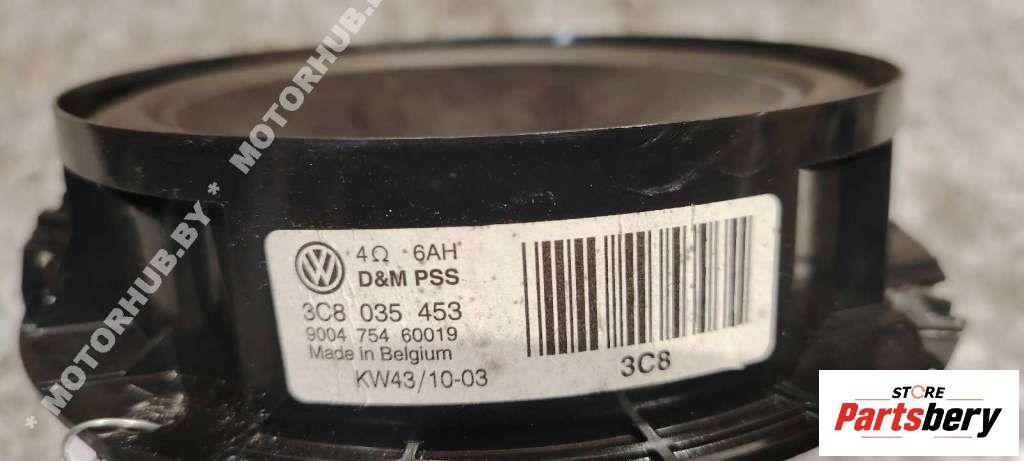 * MOTORHUB.BY * MOTORHUB.BY
VW
4Ω 6AH
D&M PSS
3C8 035 453
9004 754 60019
Made in Belgium
KW43/10-03
3C8
STORE
Partsbery